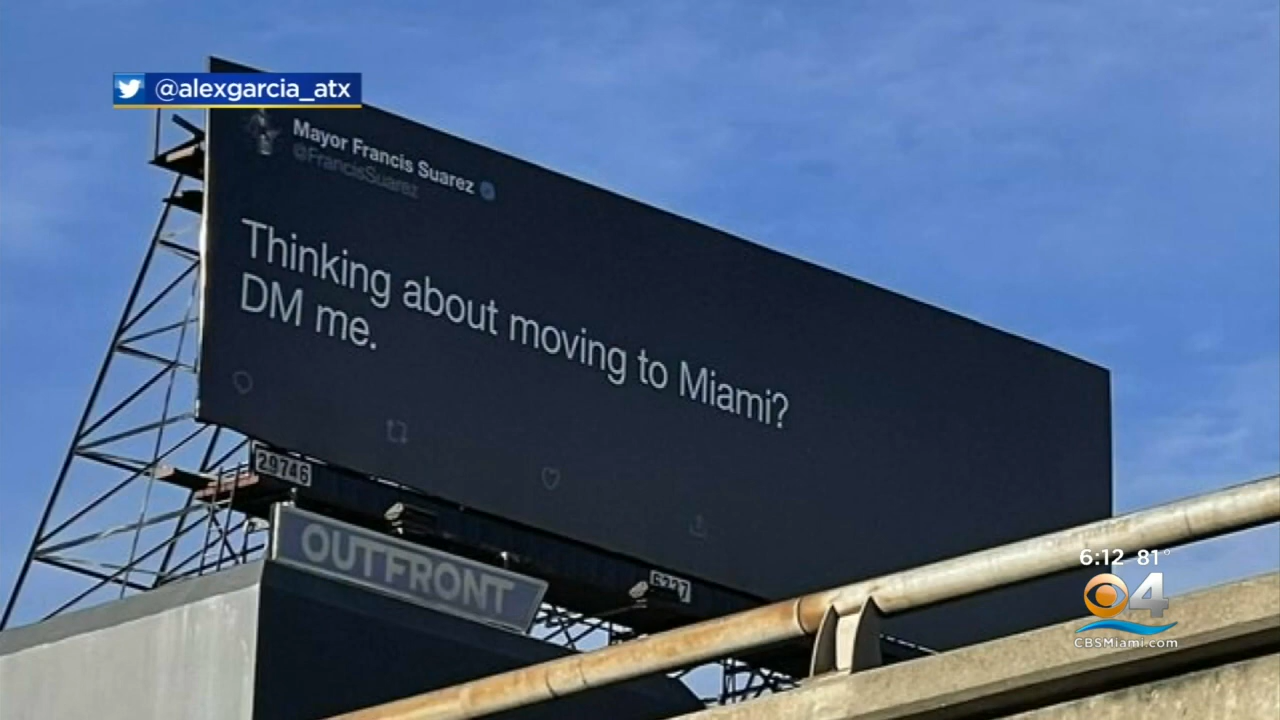 @alexgarcia_atx
Mayor Francis Suarez
@FrancisSuarez
Thinking about moving to Miami?
DM me.
29746
OUTFRONT
6:12 81°
4
CBSMiami.com